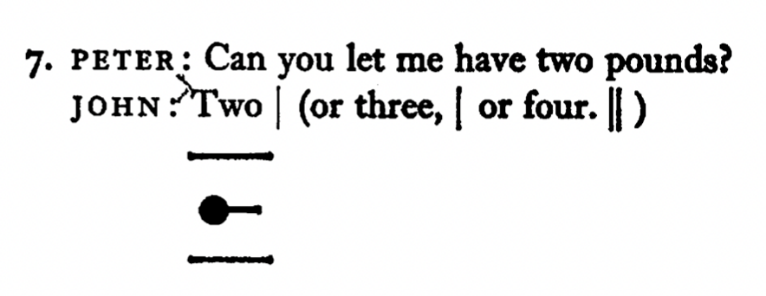 7. PETER: Can you let me have two pounds?
JOHN: Two | (or three, | or four. || )